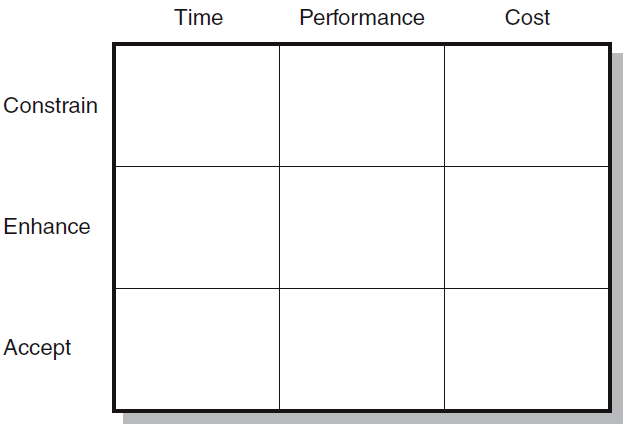 Time Performance Cost
Constrain
Enhance
Accept